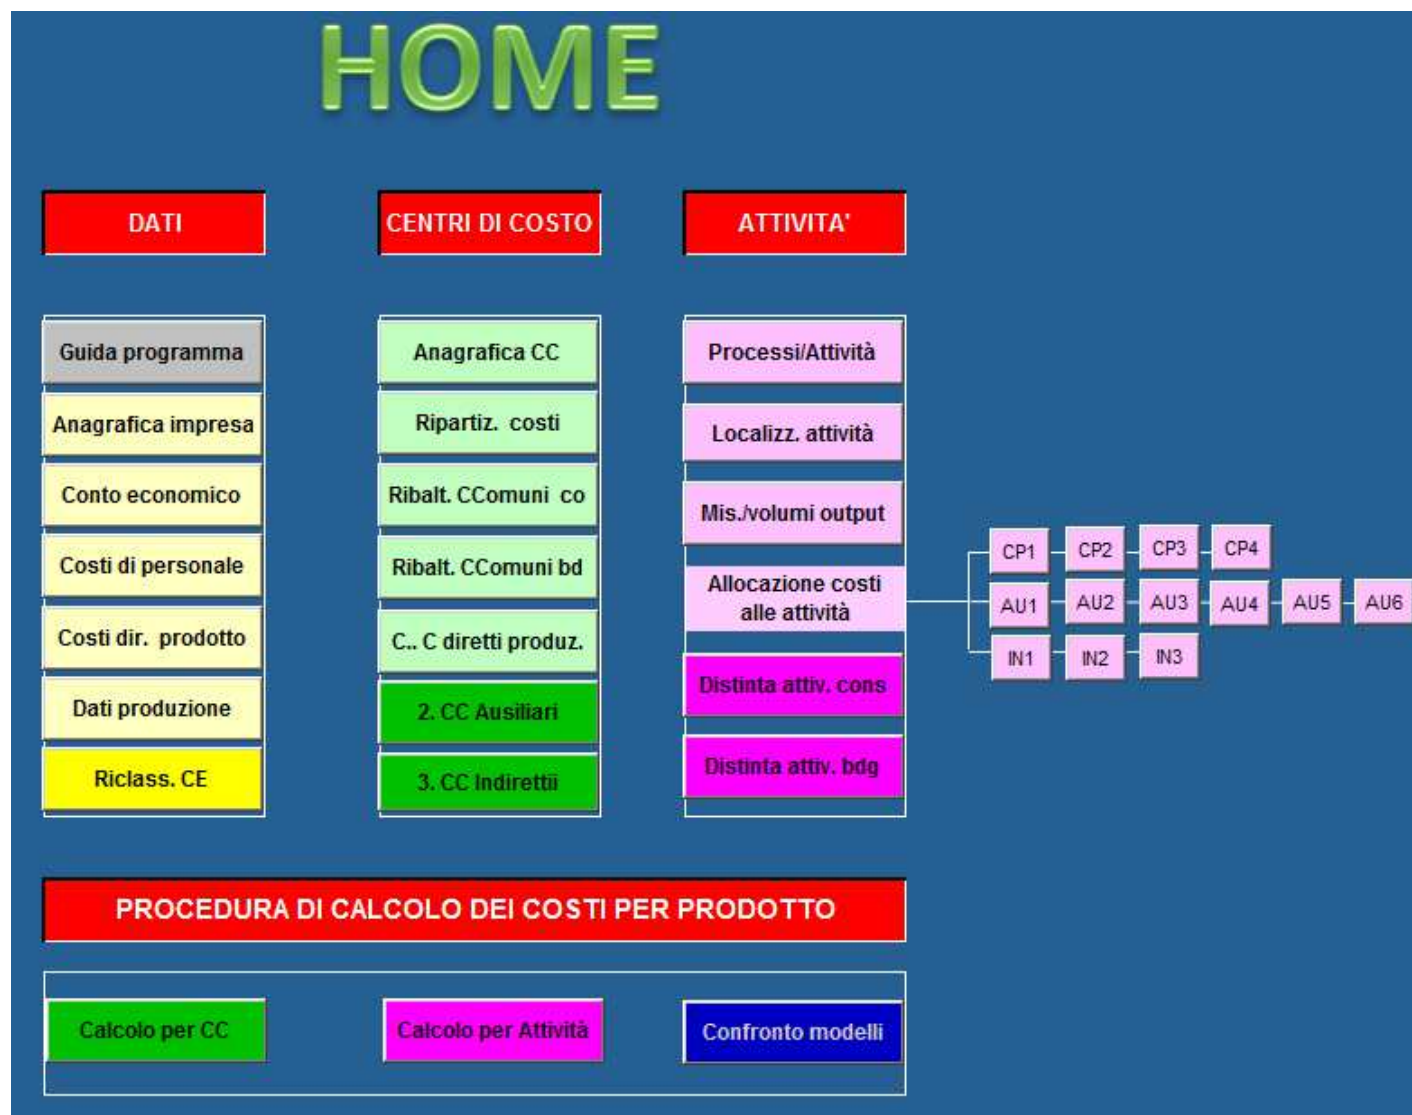 HOME
DATI
CENTRI DI COSTO
ATTIVITA'
Guida programma
Anagrafica impresa
Conto economico
Costi di personale
Costi dir. prodotto
Dati produzione
Riclass. CE
Anagrafica CC
Ripartiz. costi
Ribalt. CComuni co
Ribalt. CComuni bd
C.. C diretti produz.
2. CC Ausiliari
3. CC Indirettii
Processi/Attività
Localizz. attività
Mis./volumi output
Allocazione costi
alle attività
Distinta attiv. cons
Distinta attiv. bdg
CP1 CP2 CP3 CP4
AU1 AU2 AU3 AU4 AU5 AU6
IN1 IN2 IN3
PROCEDURA DI CALCOLO DEI COSTI PER PRODOTTO
Calcolo per CC
Calcolo per Attività
Confronto modelli